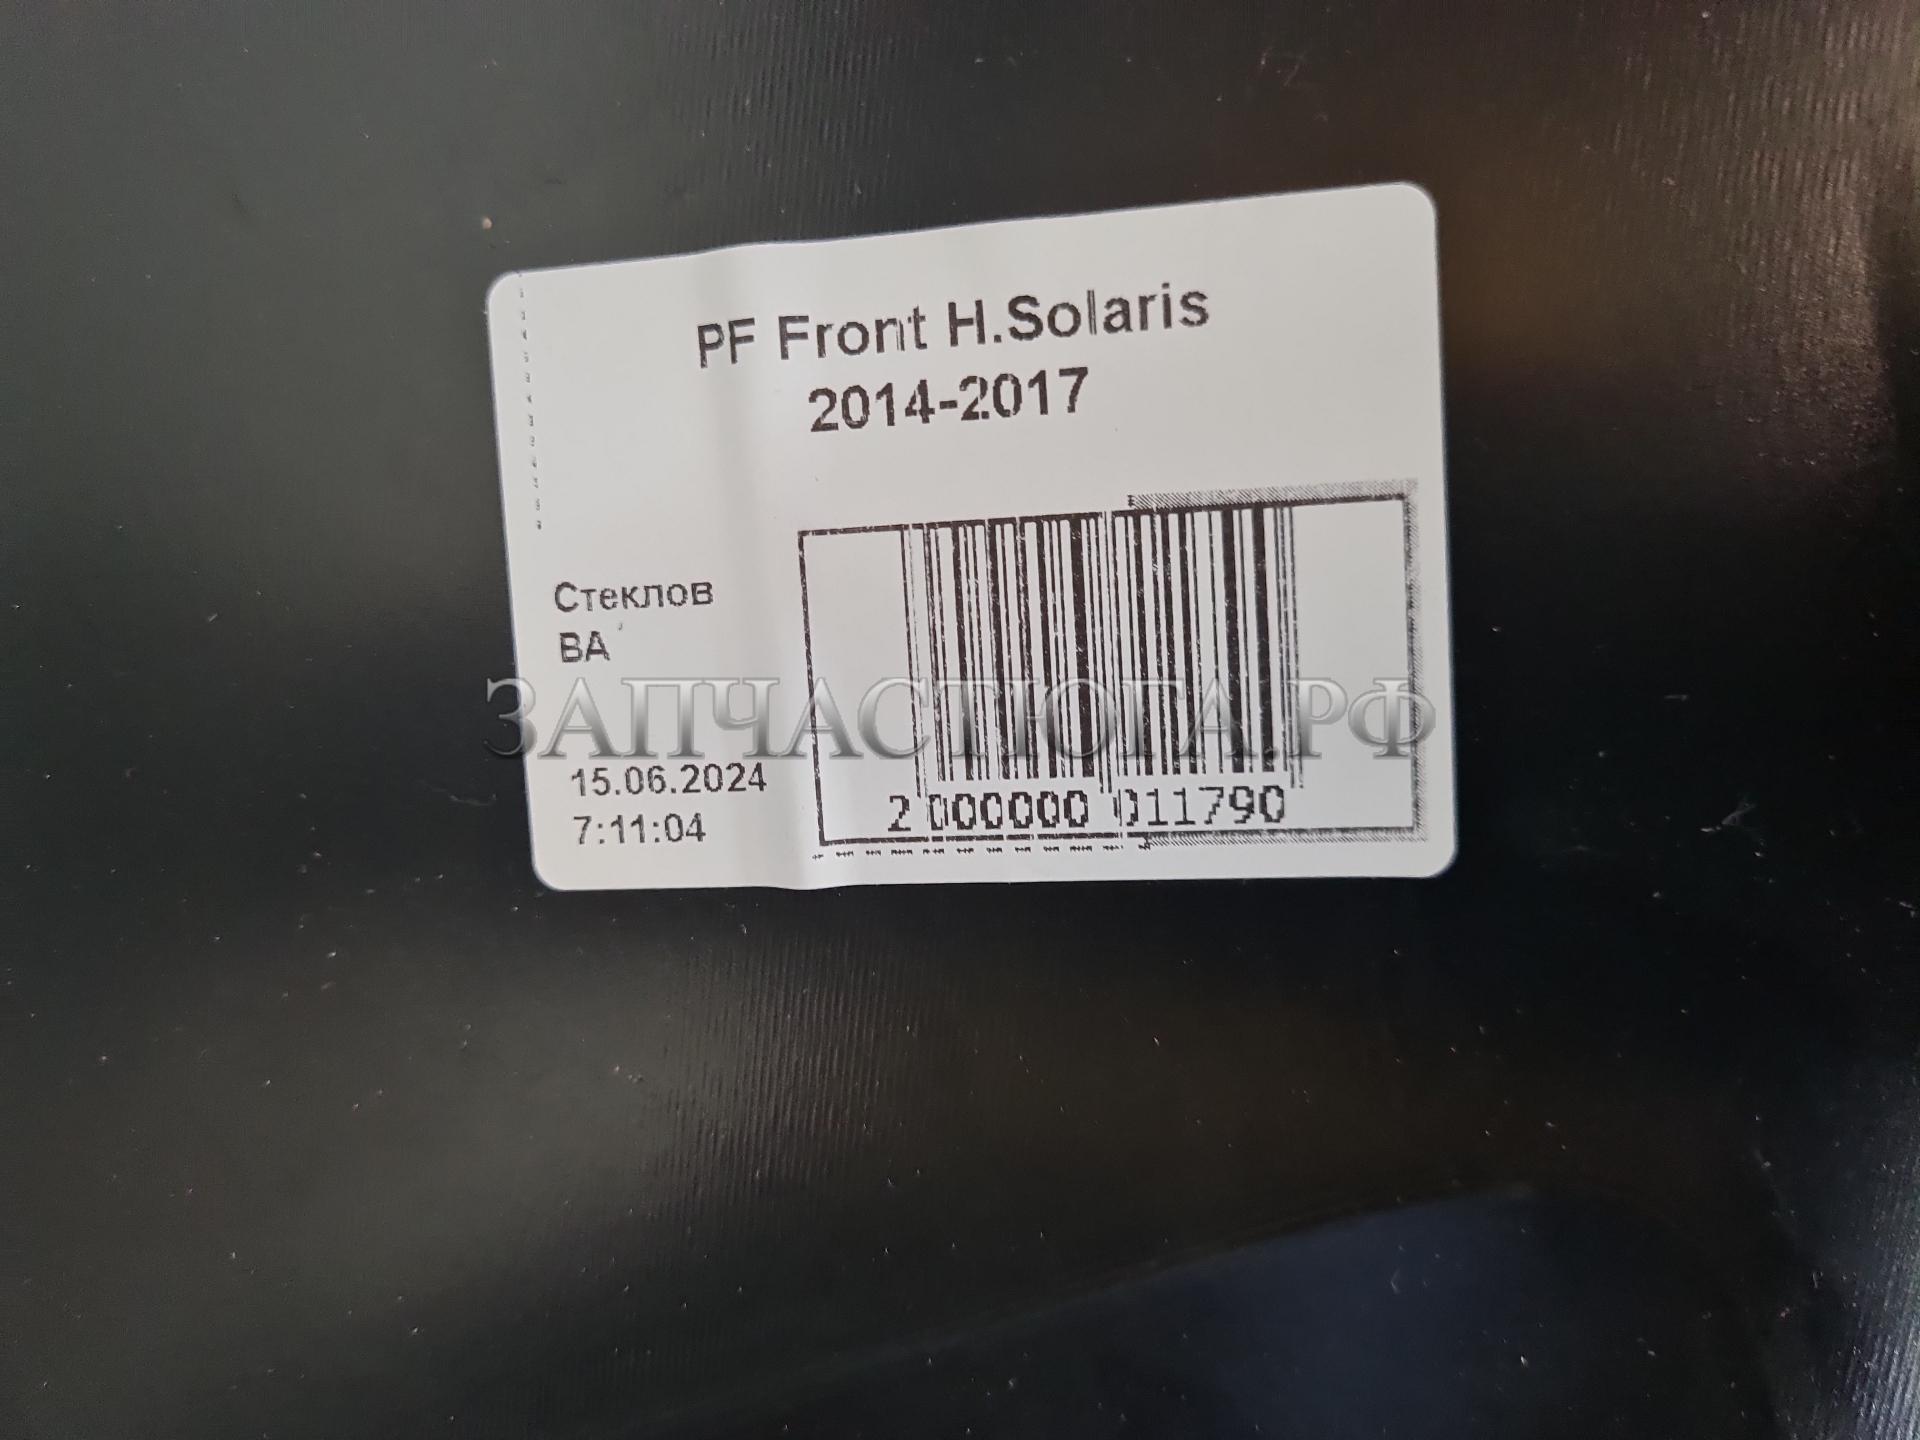 PF Front H.Solaris
2014-2017
Стеклов
ВА
ЗАПЧАСТЮГА.РФ
15.06.2024
7:11:04
2 000000 011790